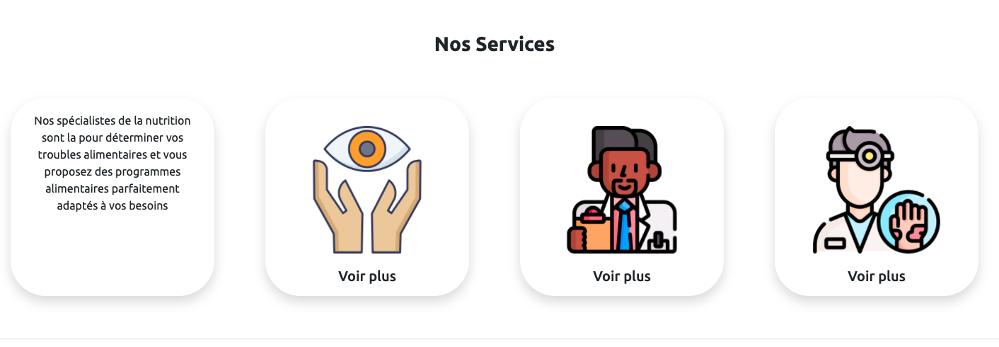 Nos Services
Nos spécialistes de la nutrition
sont la pour déterminer vos
troubles alimentaires et vous
proposez des programmes
alimentaires parfaitement
adaptés à vos besoins
Voir plus
Voir plus
Voir plus